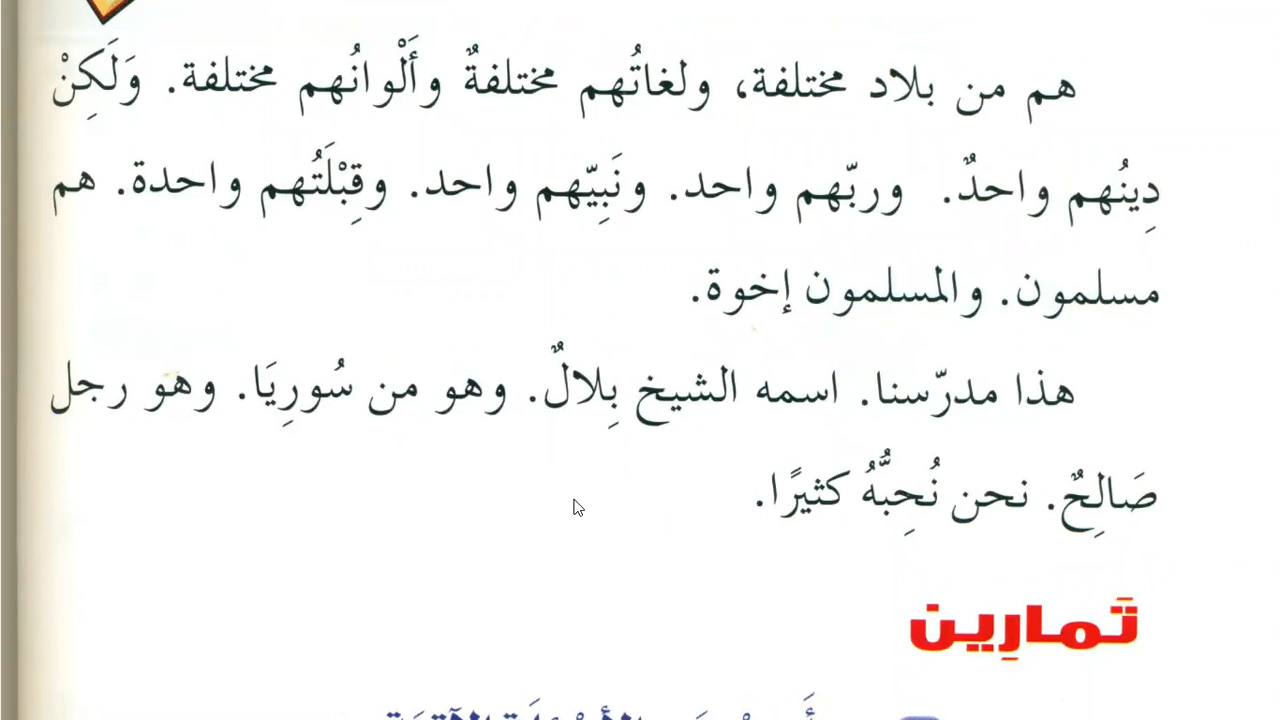 هم من بلاد مختلفة، ولغاتُهم مختلفةٌ وأَلْوانُهم مختلفة. وَلَكِنْ
دِينُهم واحدٌ. وربّهم واحد. ونَبِيّهم واحد. وقِبْلَتُهم واحدة. هم
مسلمون. والمسلمون إخوة.
هذا مدرّسنا. اسمه الشيخ بِلالٌ. وهو من سُورِيَا. وهو رجل
صَالِحٌ. نحن نُحِبُّهُ كثيرًا.
تَمارِين